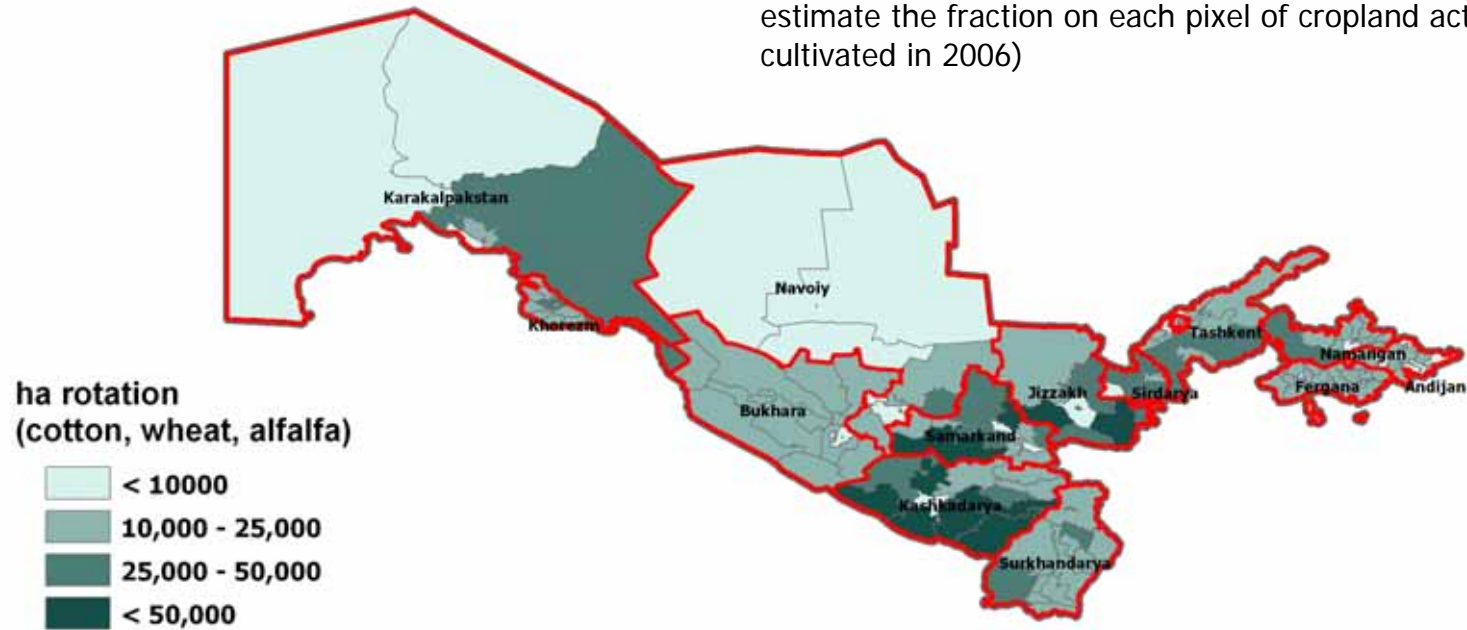 estimate the fraction on each pixel of cropland act
cultivated in 2006)
Karakalpakstan
Navoiy
Khorezm
Tashkent
Namangan
Fergana
Andijan
Jizzakh
Sirdarya
Bukhara
Samarkand
Kashkadarya
Surkhandarya
ha rotation
(cotton, wheat, alfalfa)
< 10000
10,000 - 25,000
25,000 - 50,000
< 50,000